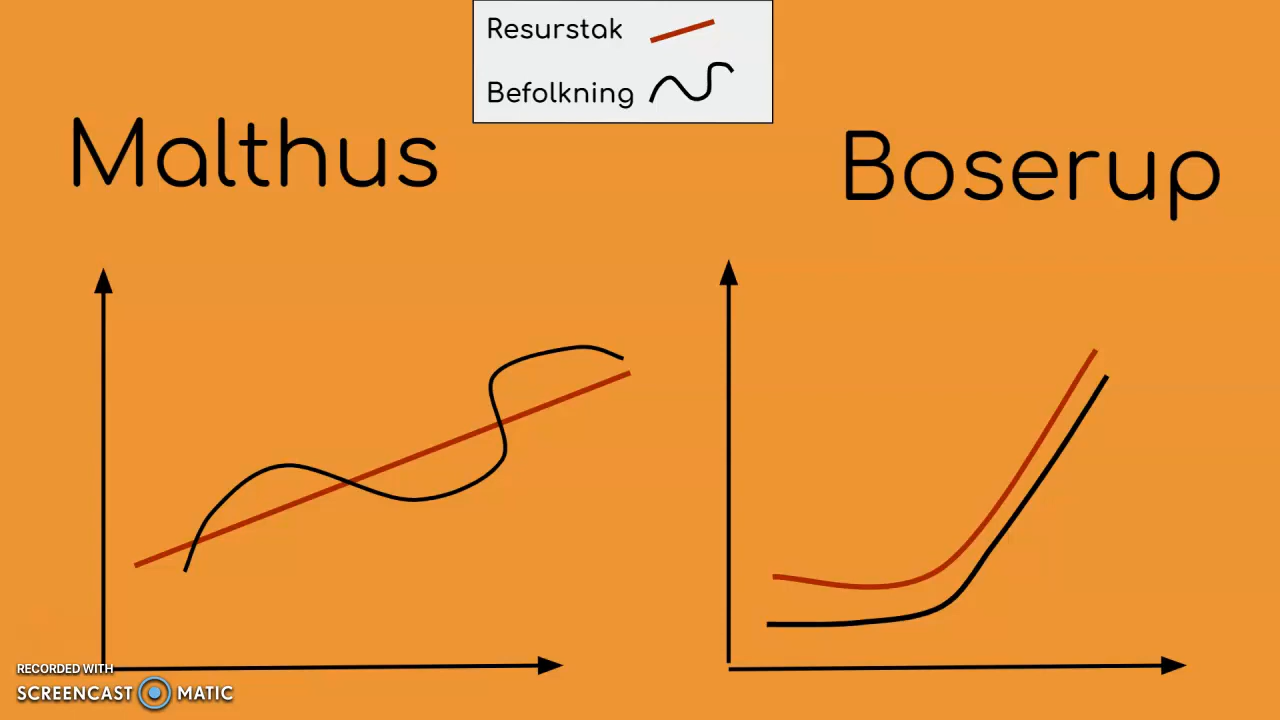 Resurstak
Befolkning
Malthus
Boserup
RECORDED WITH
SCREENCAST MATIC